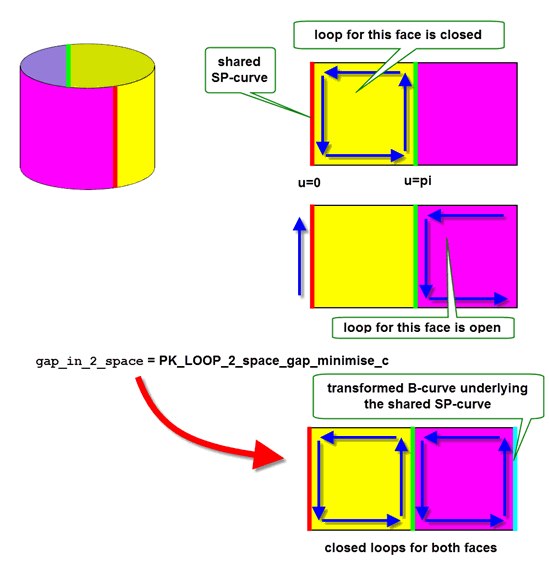 loop for this face is closed
shared
SP-curve
u=0
u=pi
loop for this face is open
gap_in_2_space = PK_LOOP_2_space_gap_minimise_c
transformed B-curve underlying
the shared SP-curve
closed loops for both faces